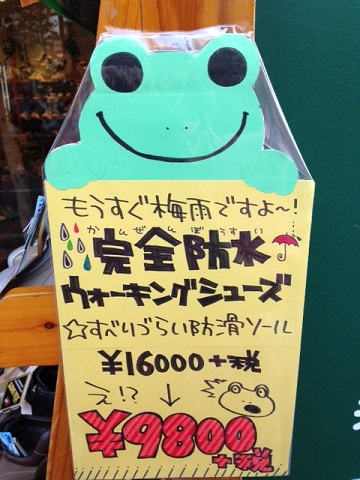 もうすぐ梅雨ですよ〜!
かんぜんぼうすい
完全防水
ウォーキングシューズ
☆すべりづらい防滑ソール
¥16000+税
え!?
↓
¥9800+税